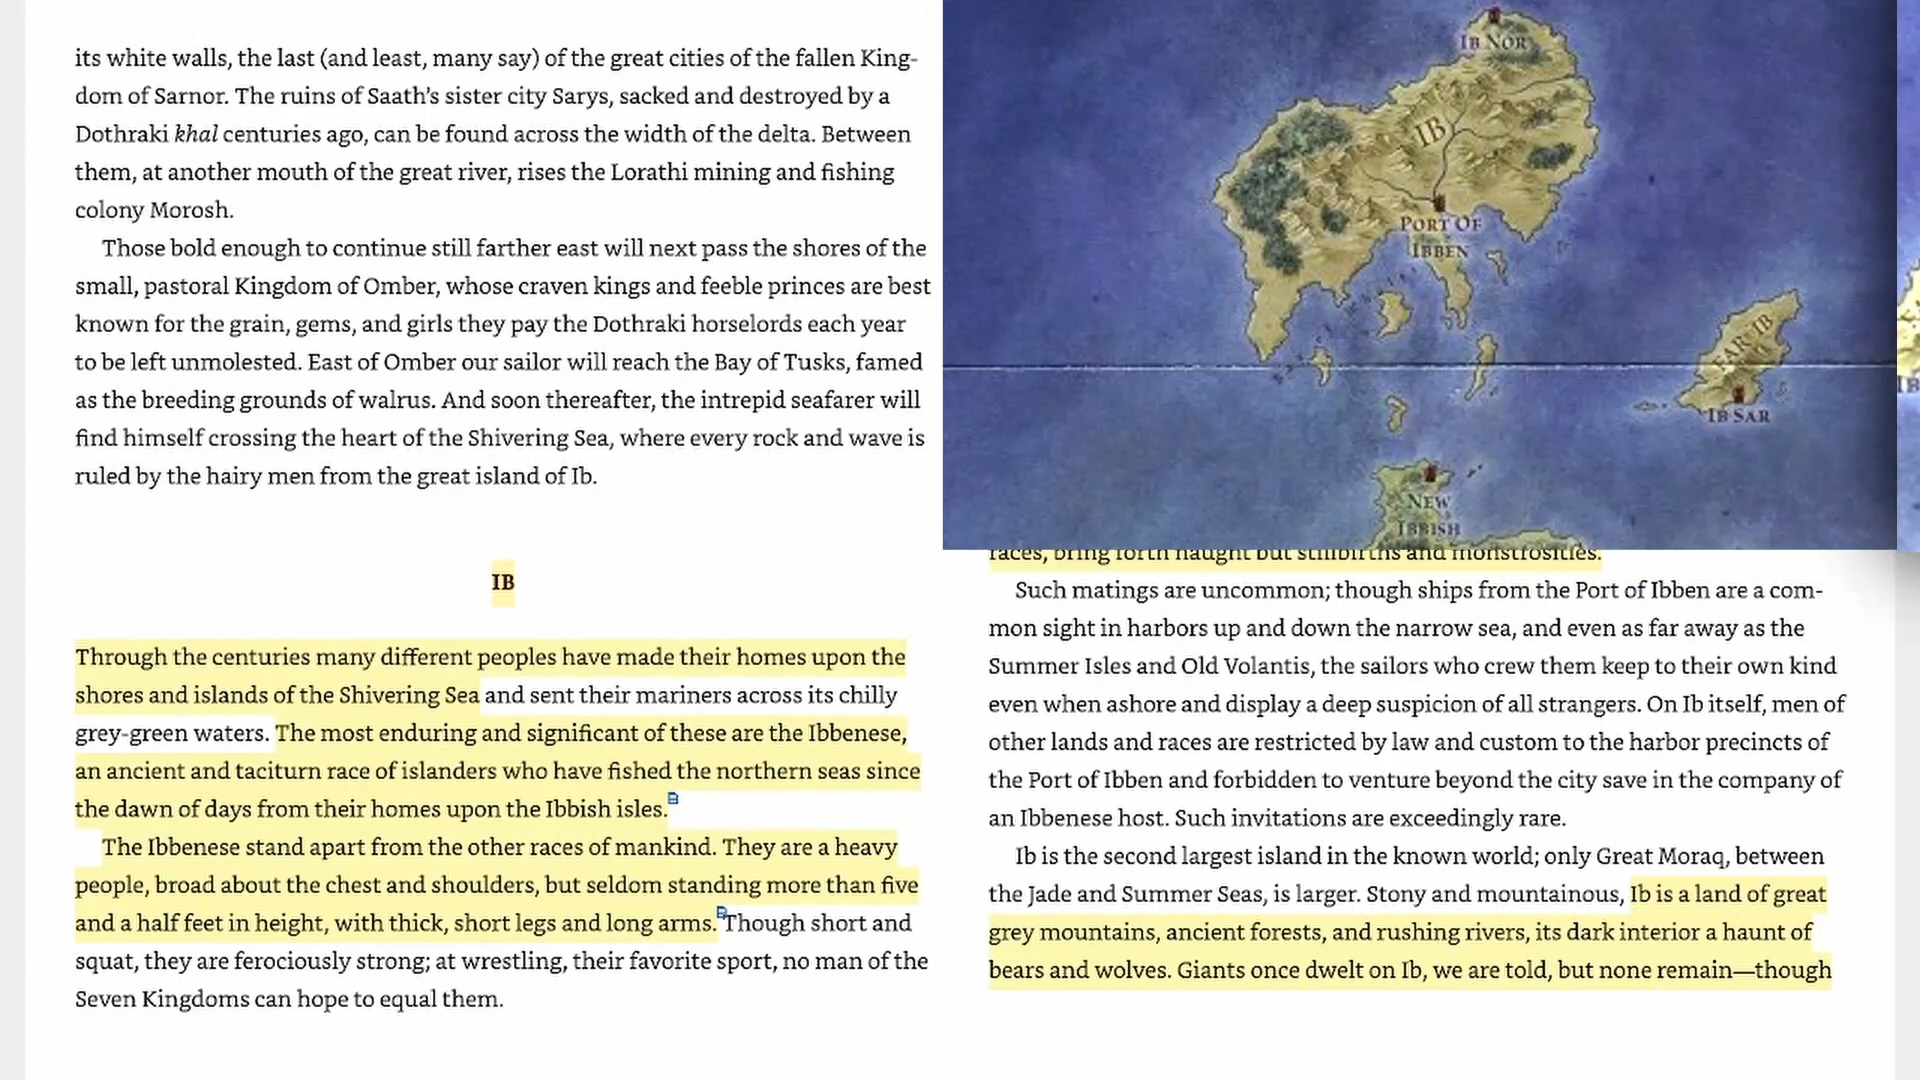 its white walls, the last (and least, many say) of the great cities of the fallen King-
dom of Sarnor. The ruins of Saath’s sister city Sarys, sacked and destroyed by a
Dothraki khal centuries ago, can be found across the width of the delta. Between
them, at another mouth of the great river, rises the Lorathi mining and fishing
colony Morosh.
Those bold enough to continue still farther east will next pass the shores of the
small, pastoral Kingdom of Omber, whose craven kings and feeble princes are best
known for the grain, gems, and girls they pay the Dothraki horselords each year
to be left unmolested. East of Omber our sailor will reach the Bay of Tusks, famed
as the breeding grounds of walrus. And soon thereafter, the intrepid seafarer will
find himself crossing the heart of the Shivering Sea, where every rock and wave is
ruled by the hairy men from the great island of Ib.
IB
Through the centuries many different peoples have made their homes upon the
shores and islands of the Shivering Sea and sent their mariners across its chilly
grey-green waters. The most enduring and significant of these are the Ibbenese,
an ancient and taciturn race of islanders who have fished the northern seas since
the dawn of days from their homes upon the Ibbish isles.
The Ibbenese stand apart from the other races of mankind. They are a heavy
people, broad about the chest and shoulders, but seldom standing more than five
and a half feet in height, with thick, short legs and long arms. Though short and
squat, they are ferociously strong; at wrestling, their favorite sport, no man of the
Seven Kingdoms can hope to equal them.
IB NOR
IB
PORT OF
IBBEN
FAR IB
IB SAR
NEW
IBBISH
races, bring forth naught but stillbirths and monstrosities.
Such matings are uncommon; though ships from the Port of Ibben are a com-
mon sight in harbors up and down the narrow sea, and even as far away as the
Summer Isles and Old Volantis, the sailors who crew them keep to their own kind
even when ashore and display a deep suspicion of all strangers. On Ib itself, men of
other lands and races are restricted by law and custom to the harbor precincts of
the Port of Ibben and forbidden to venture beyond the city save in the company of
an Ibbenese host. Such invitations are exceedingly rare.
Ib is the second largest island in the known world; only Great Moraq, between
the Jade and Summer Seas, is larger. Stony and mountainous, Ib is a land of great
grey mountains, ancient forests, and rushing rivers, its dark interior a haunt of
bears and wolves. Giants once dwelt on Ib, we are told, but none remain—though